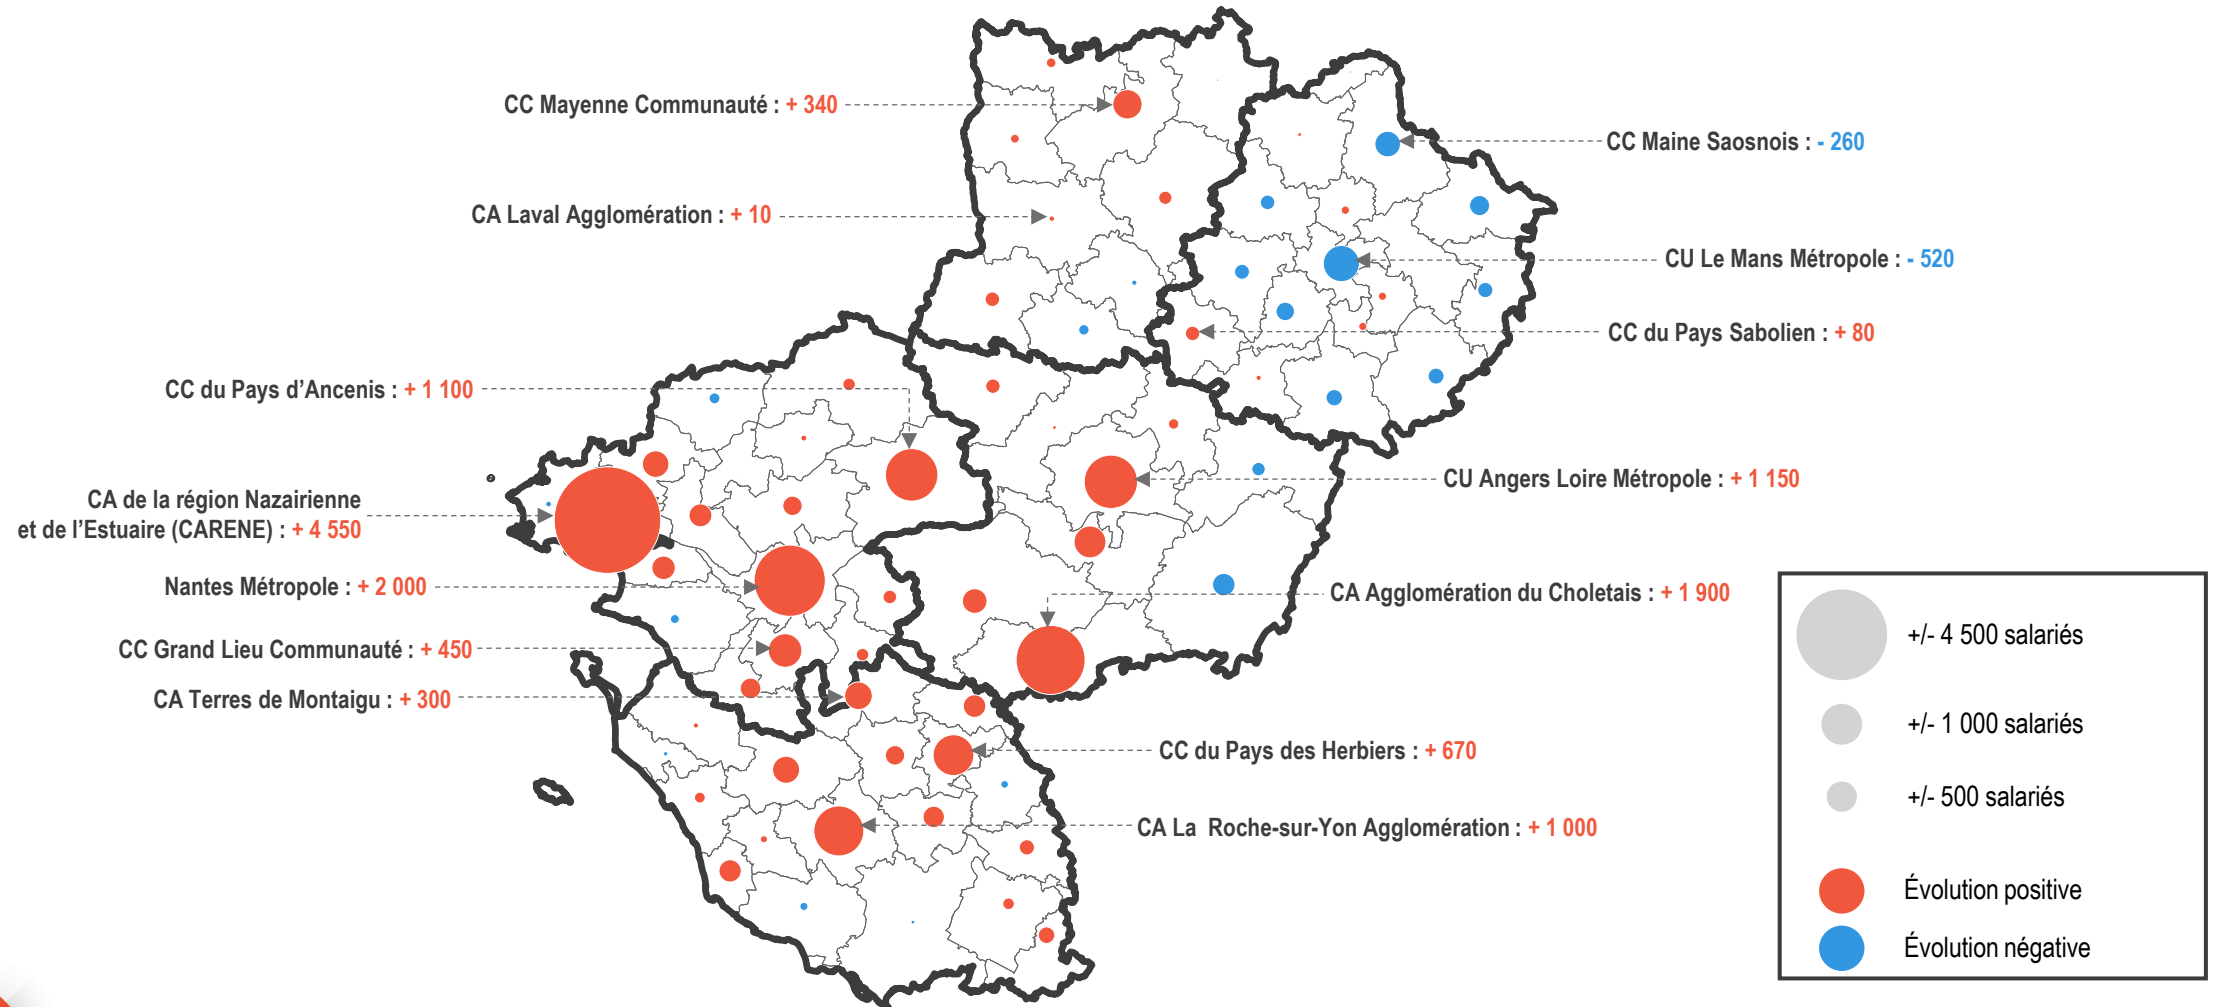 CC Mayenne Communauté : + 340
CC Maine Saosnois : - 260
CA Laval Agglomération : + 10
CU Le Mans Métropole : - 520
CC du Pays Sabolien : + 80
CC du Pays d’Ancenis : + 1 100
CU Angers Loire Métropole : + 1 150
CA de la région Nazairienne
et de l’Estuaire (CARENE) : + 4 550
Nantes Métropole : + 2 000
CA Agglomération du Choletais : + 1 900
CC Grand Lieu Communauté : + 450
CA Terres de Montaigu : + 300
CC du Pays des Herbiers : + 670
CA La Roche-sur-Yon Agglomération : + 1 000
+/- 4 500 salariés
+/- 1 000 salariés
+/- 500 salariés
Évolution positive
Évolution négative